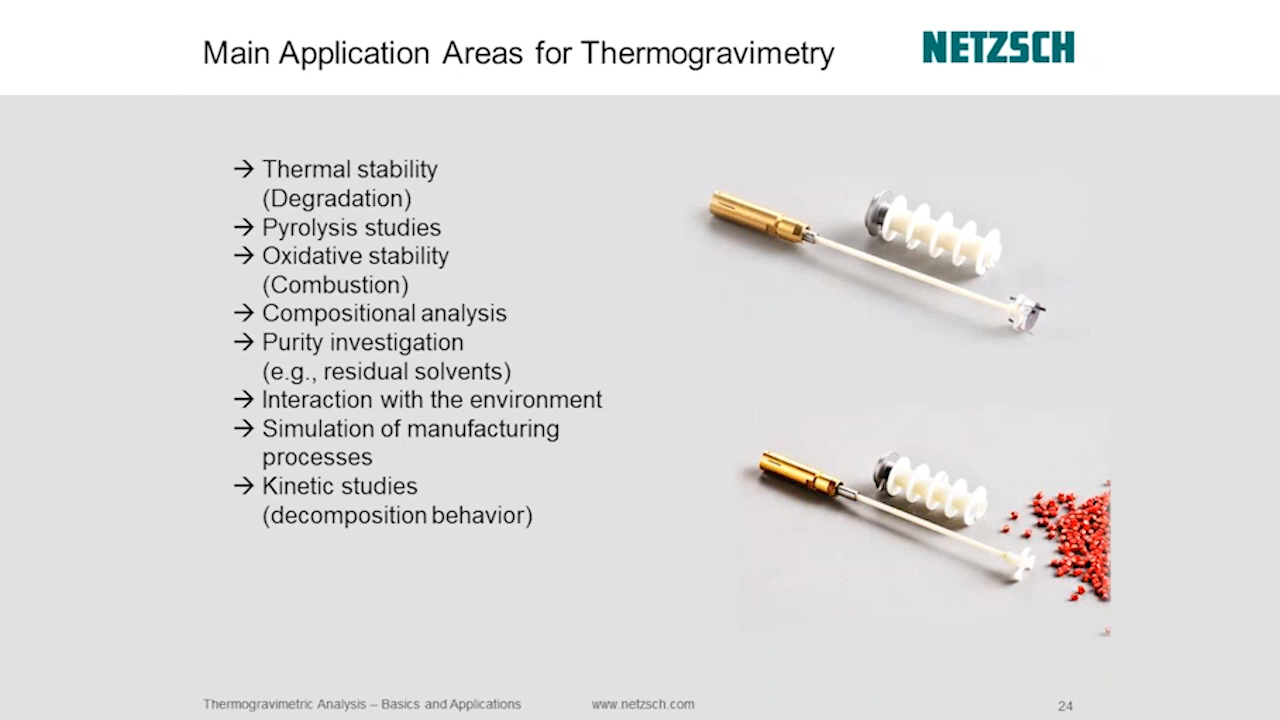 Main Application Areas for Thermogravimetry
NETZSCH
→ Thermal stability
(Degradation)
→ Pyrolysis studies
→ Oxidative stability
(Combustion)
→ Compositional analysis
→ Purity investigation
(e.g., residual solvents)
→ Interaction with the environment
→ Simulation of manufacturing
processes
→ Kinetic studies
(decomposition behavior)
Thermogravimetric Analysis – Basics and Applications
www.netzsch.com
24